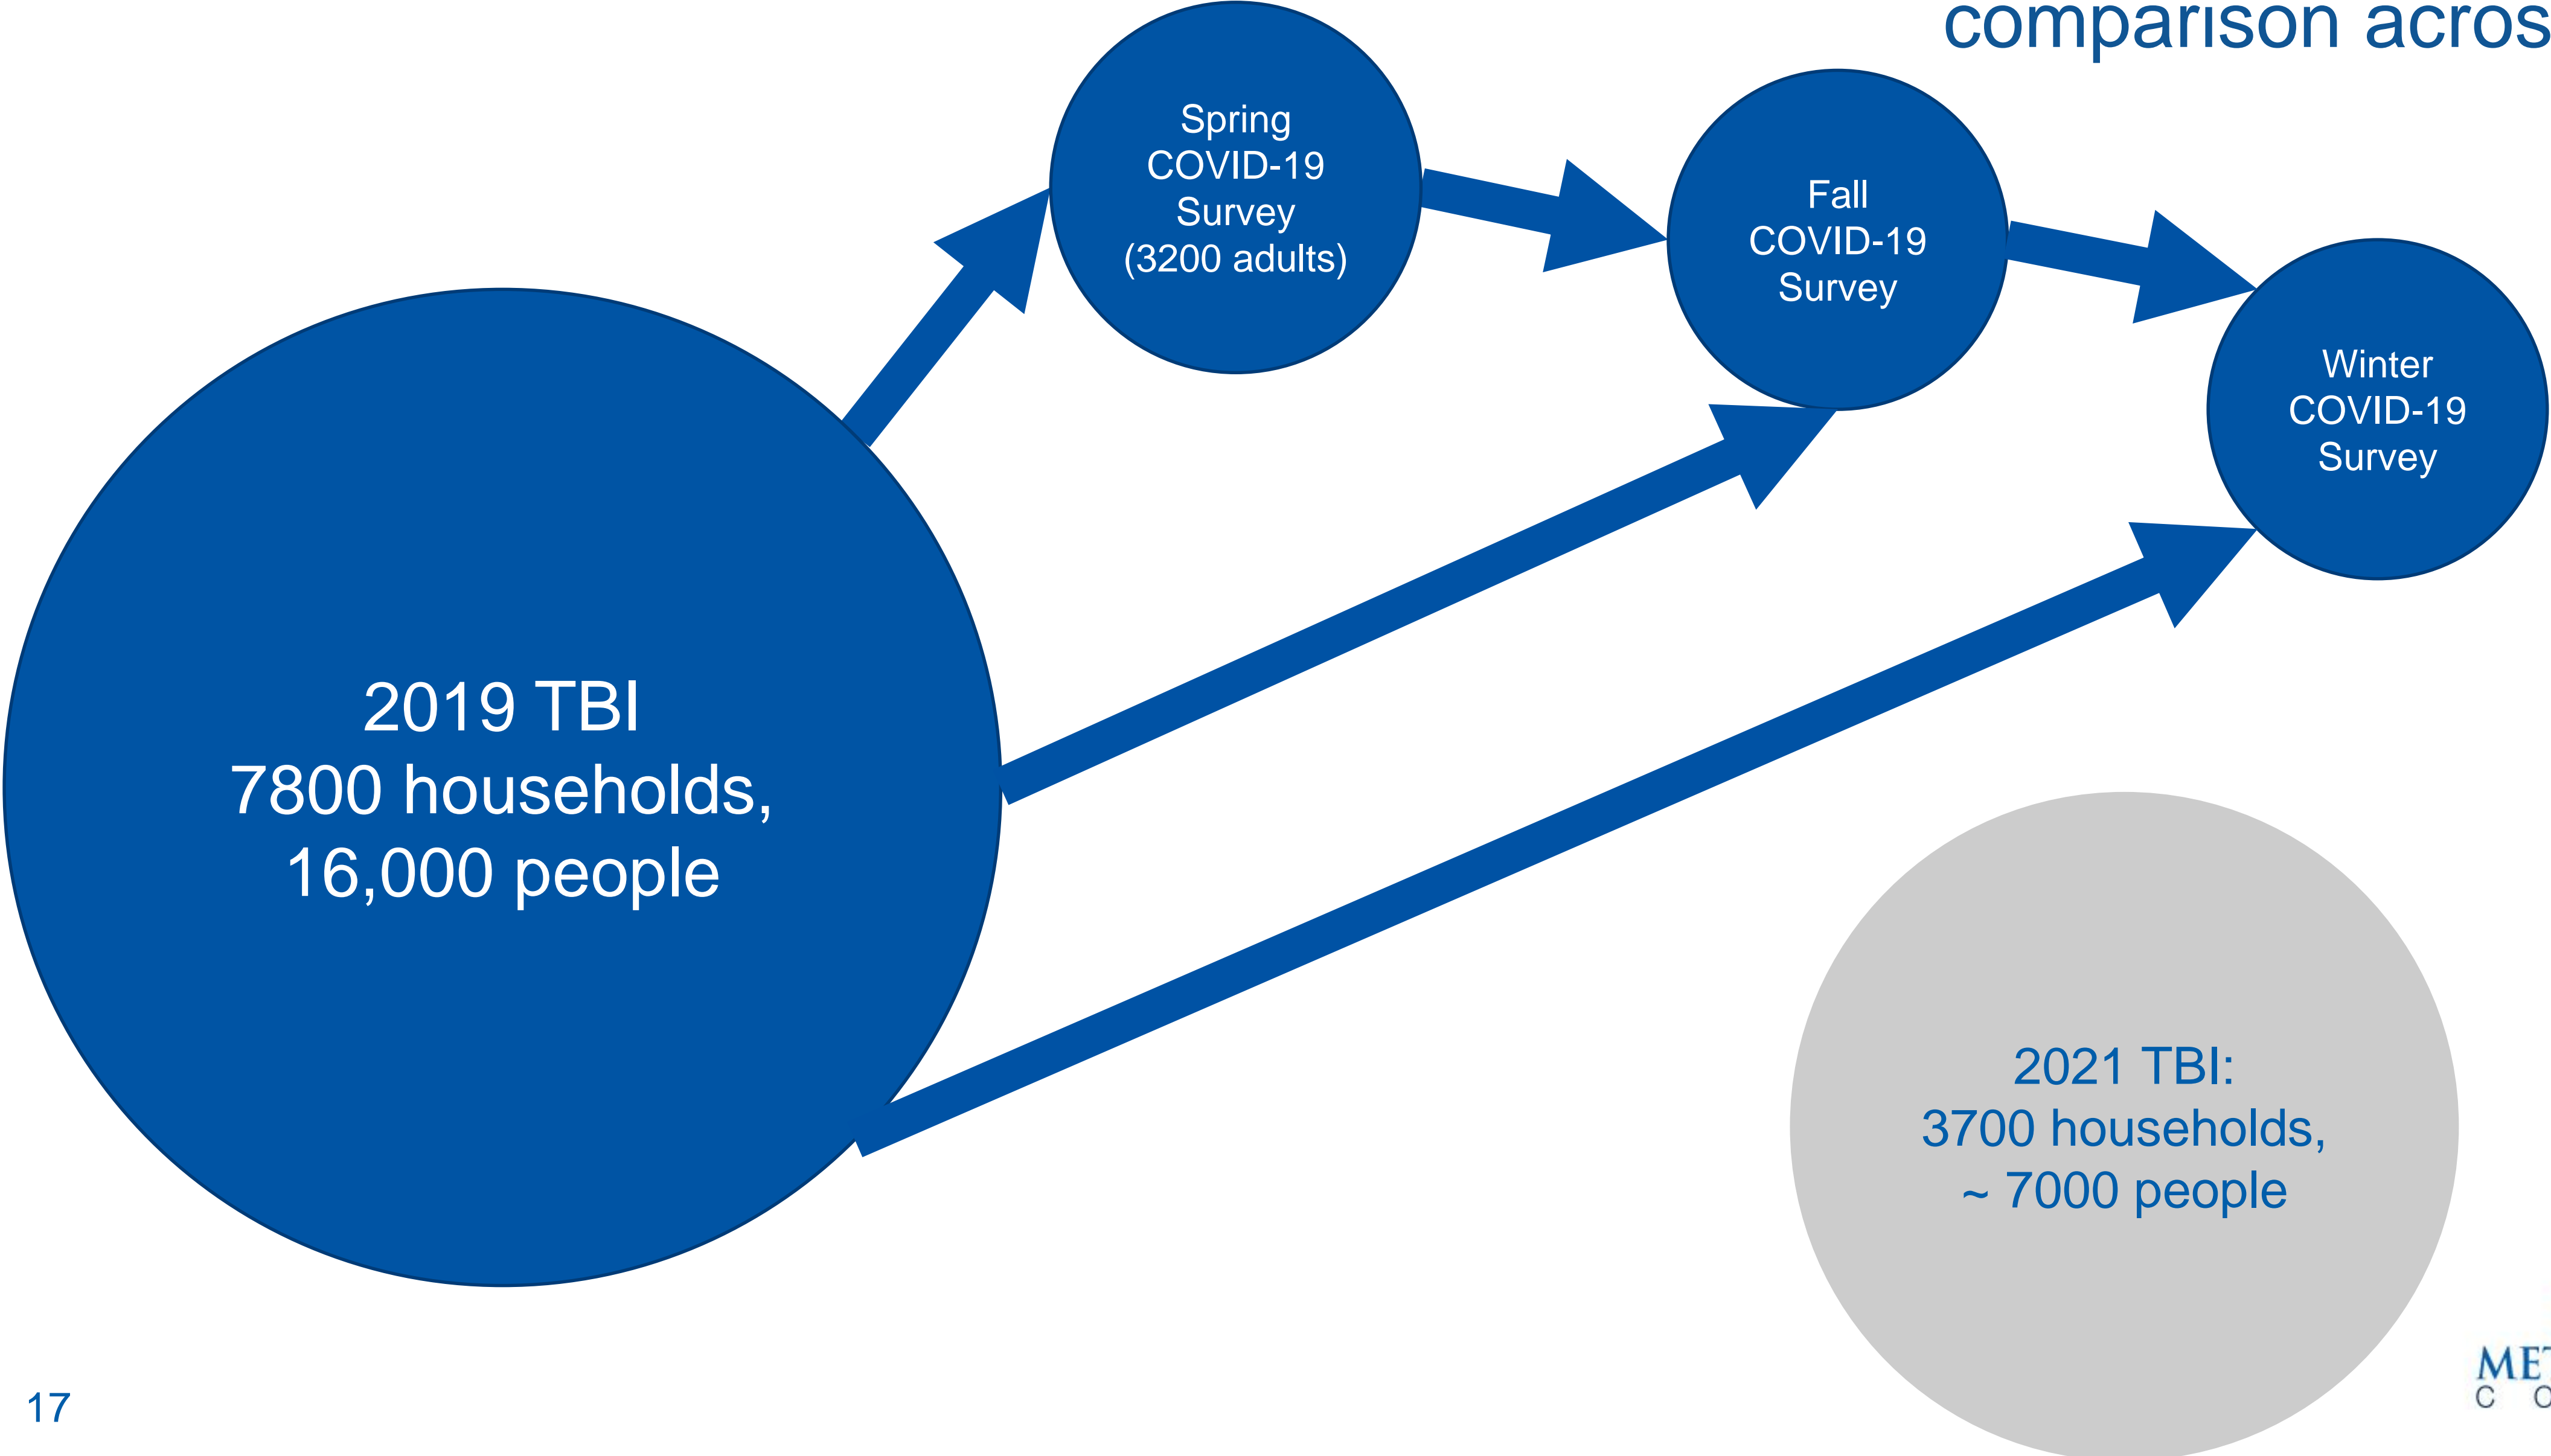 comparison acros
Spring
COVID-19
Survey
(3200 adults)
Fall
COVID-19
Survey
Winter
COVID-19
Survey
2019 TBI
7800 households,
16,000 people
2021 TBI:
3700 households,
~ 7000 people
17